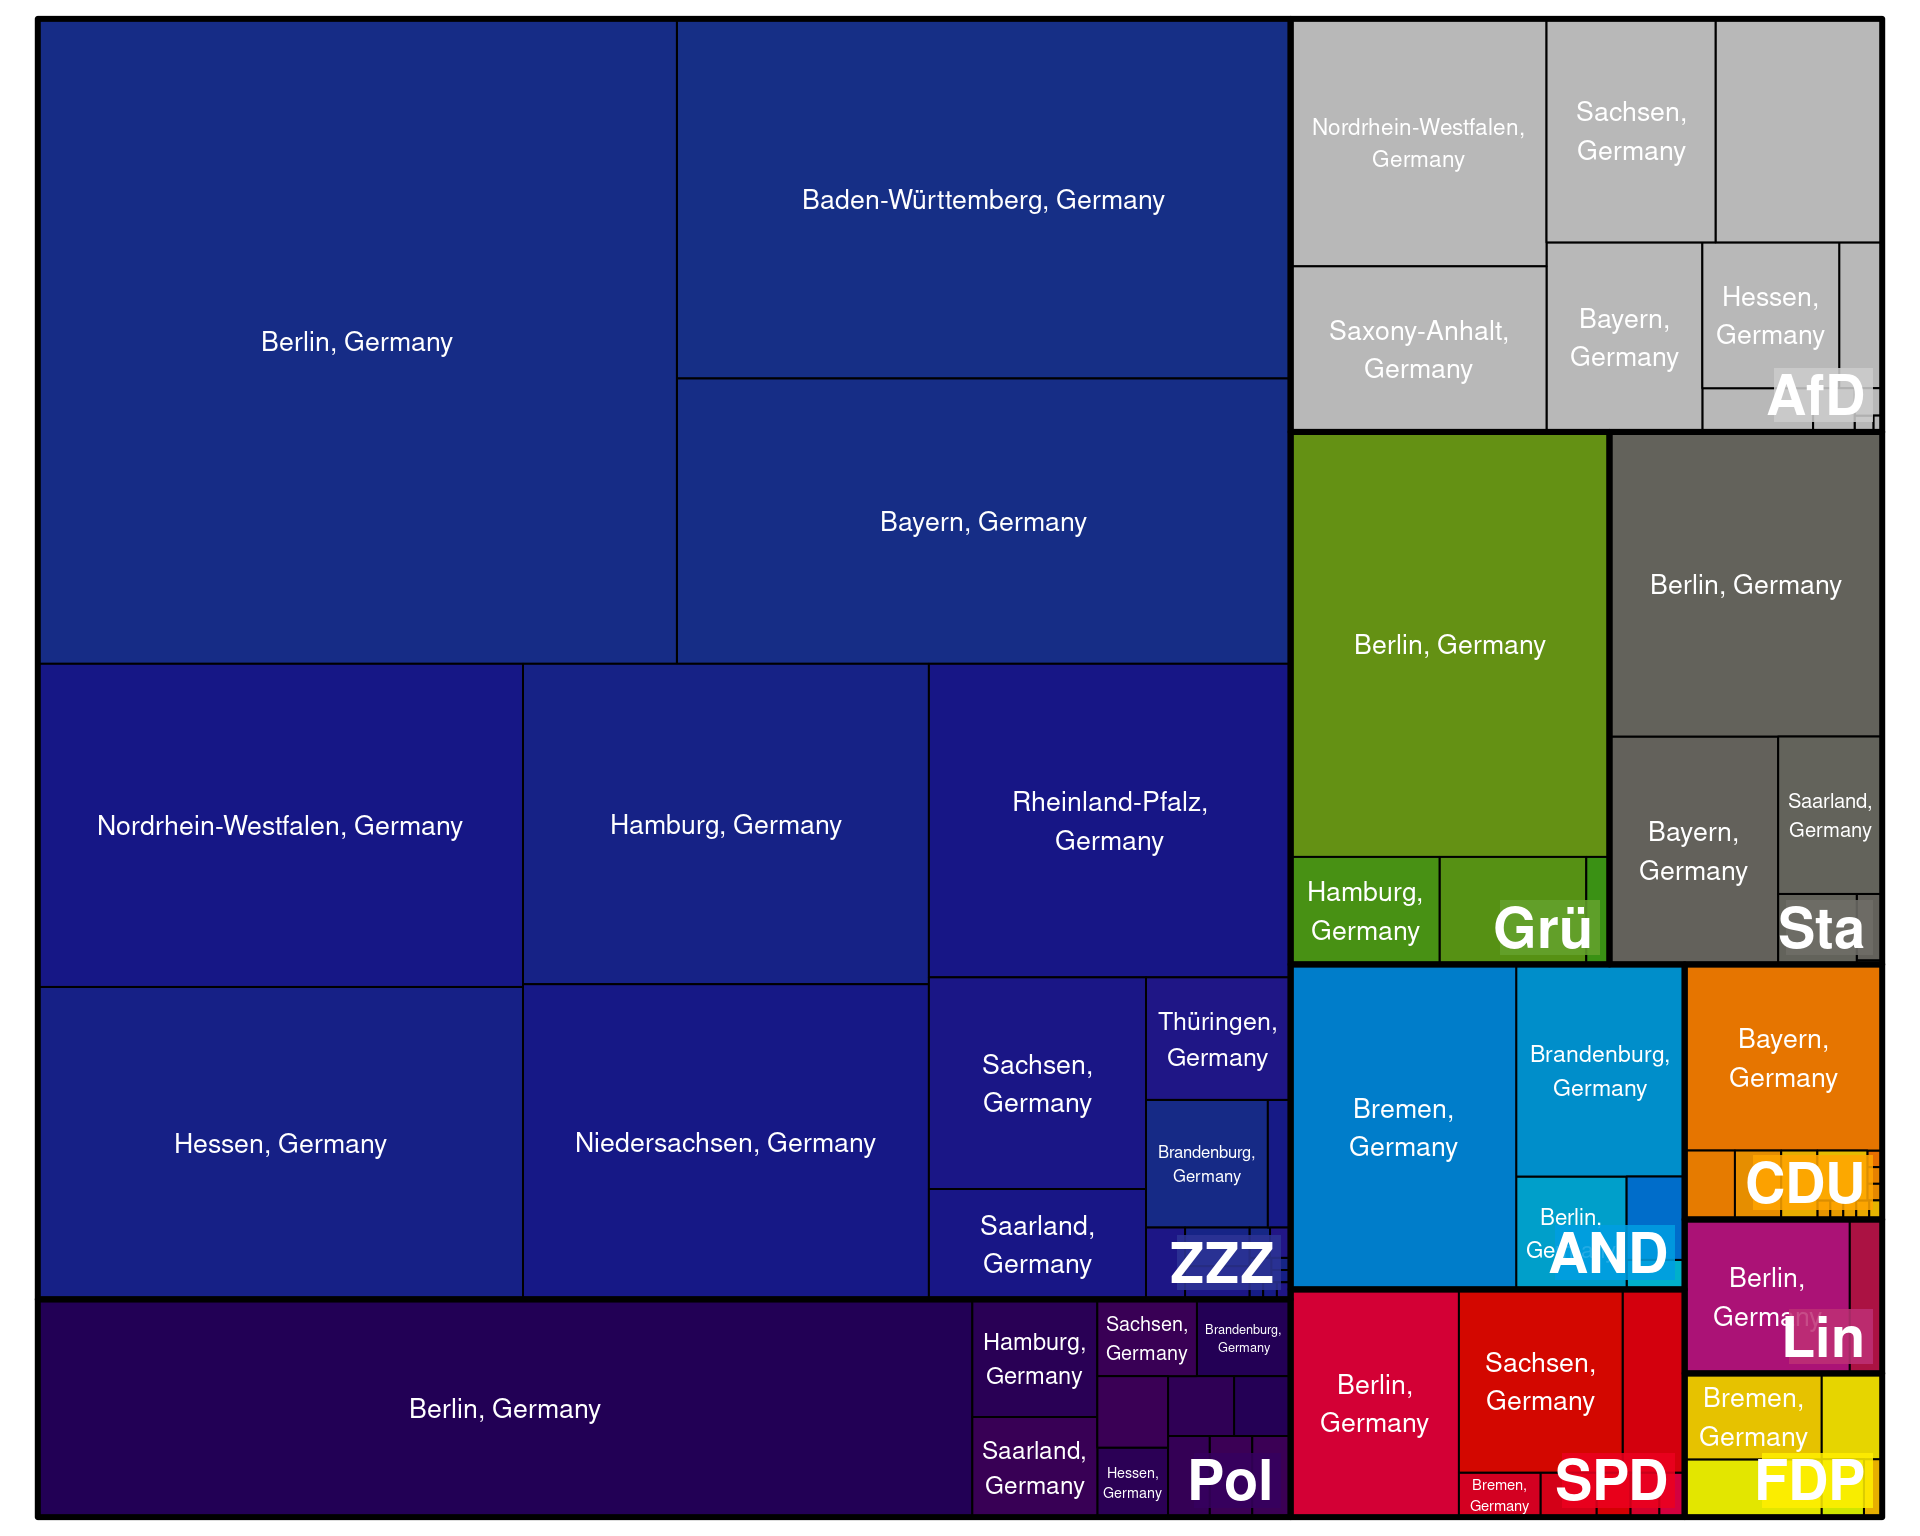 Berlin, Germany
Baden-Württemberg, Germany
Bayern, Germany
Nordrhein-Westfalen, Germany
Hamburg, Germany
Rheinland-Pfalz,
Germany
Hessen, Germany
Niedersachsen, Germany
Sachsen,
Germany
Thüringen,
Germany
Brandenburg,
Germany
Saarland,
Germany
ZZZ
Berlin, Germany
Hamburg,
Germany
Saarland,
Germany
Sachsen,
Germany
Brandenburg,
Germany
Hessen,
Germany
Pol
Nordrhein-Westfalen,
Germany
Sachsen,
Germany
Saxony-Anhalt,
Germany
Bayern,
Germany
Hessen,
Germany
AfD
Berlin, Germany
Hamburg,
Germany
Grü
Berlin, Germany
Bayern,
Germany
Saarland,
Germany
Sta
Bremen,
Germany
Brandenburg,
Germany
Berlin,
AND
Bayern,
Germany
CDU
Berlin,
Germany
Lin
Berlin,
Germany
Sachsen,
Germany
Bremen,
Germany
SPD
Bremen,
Germany
FDP